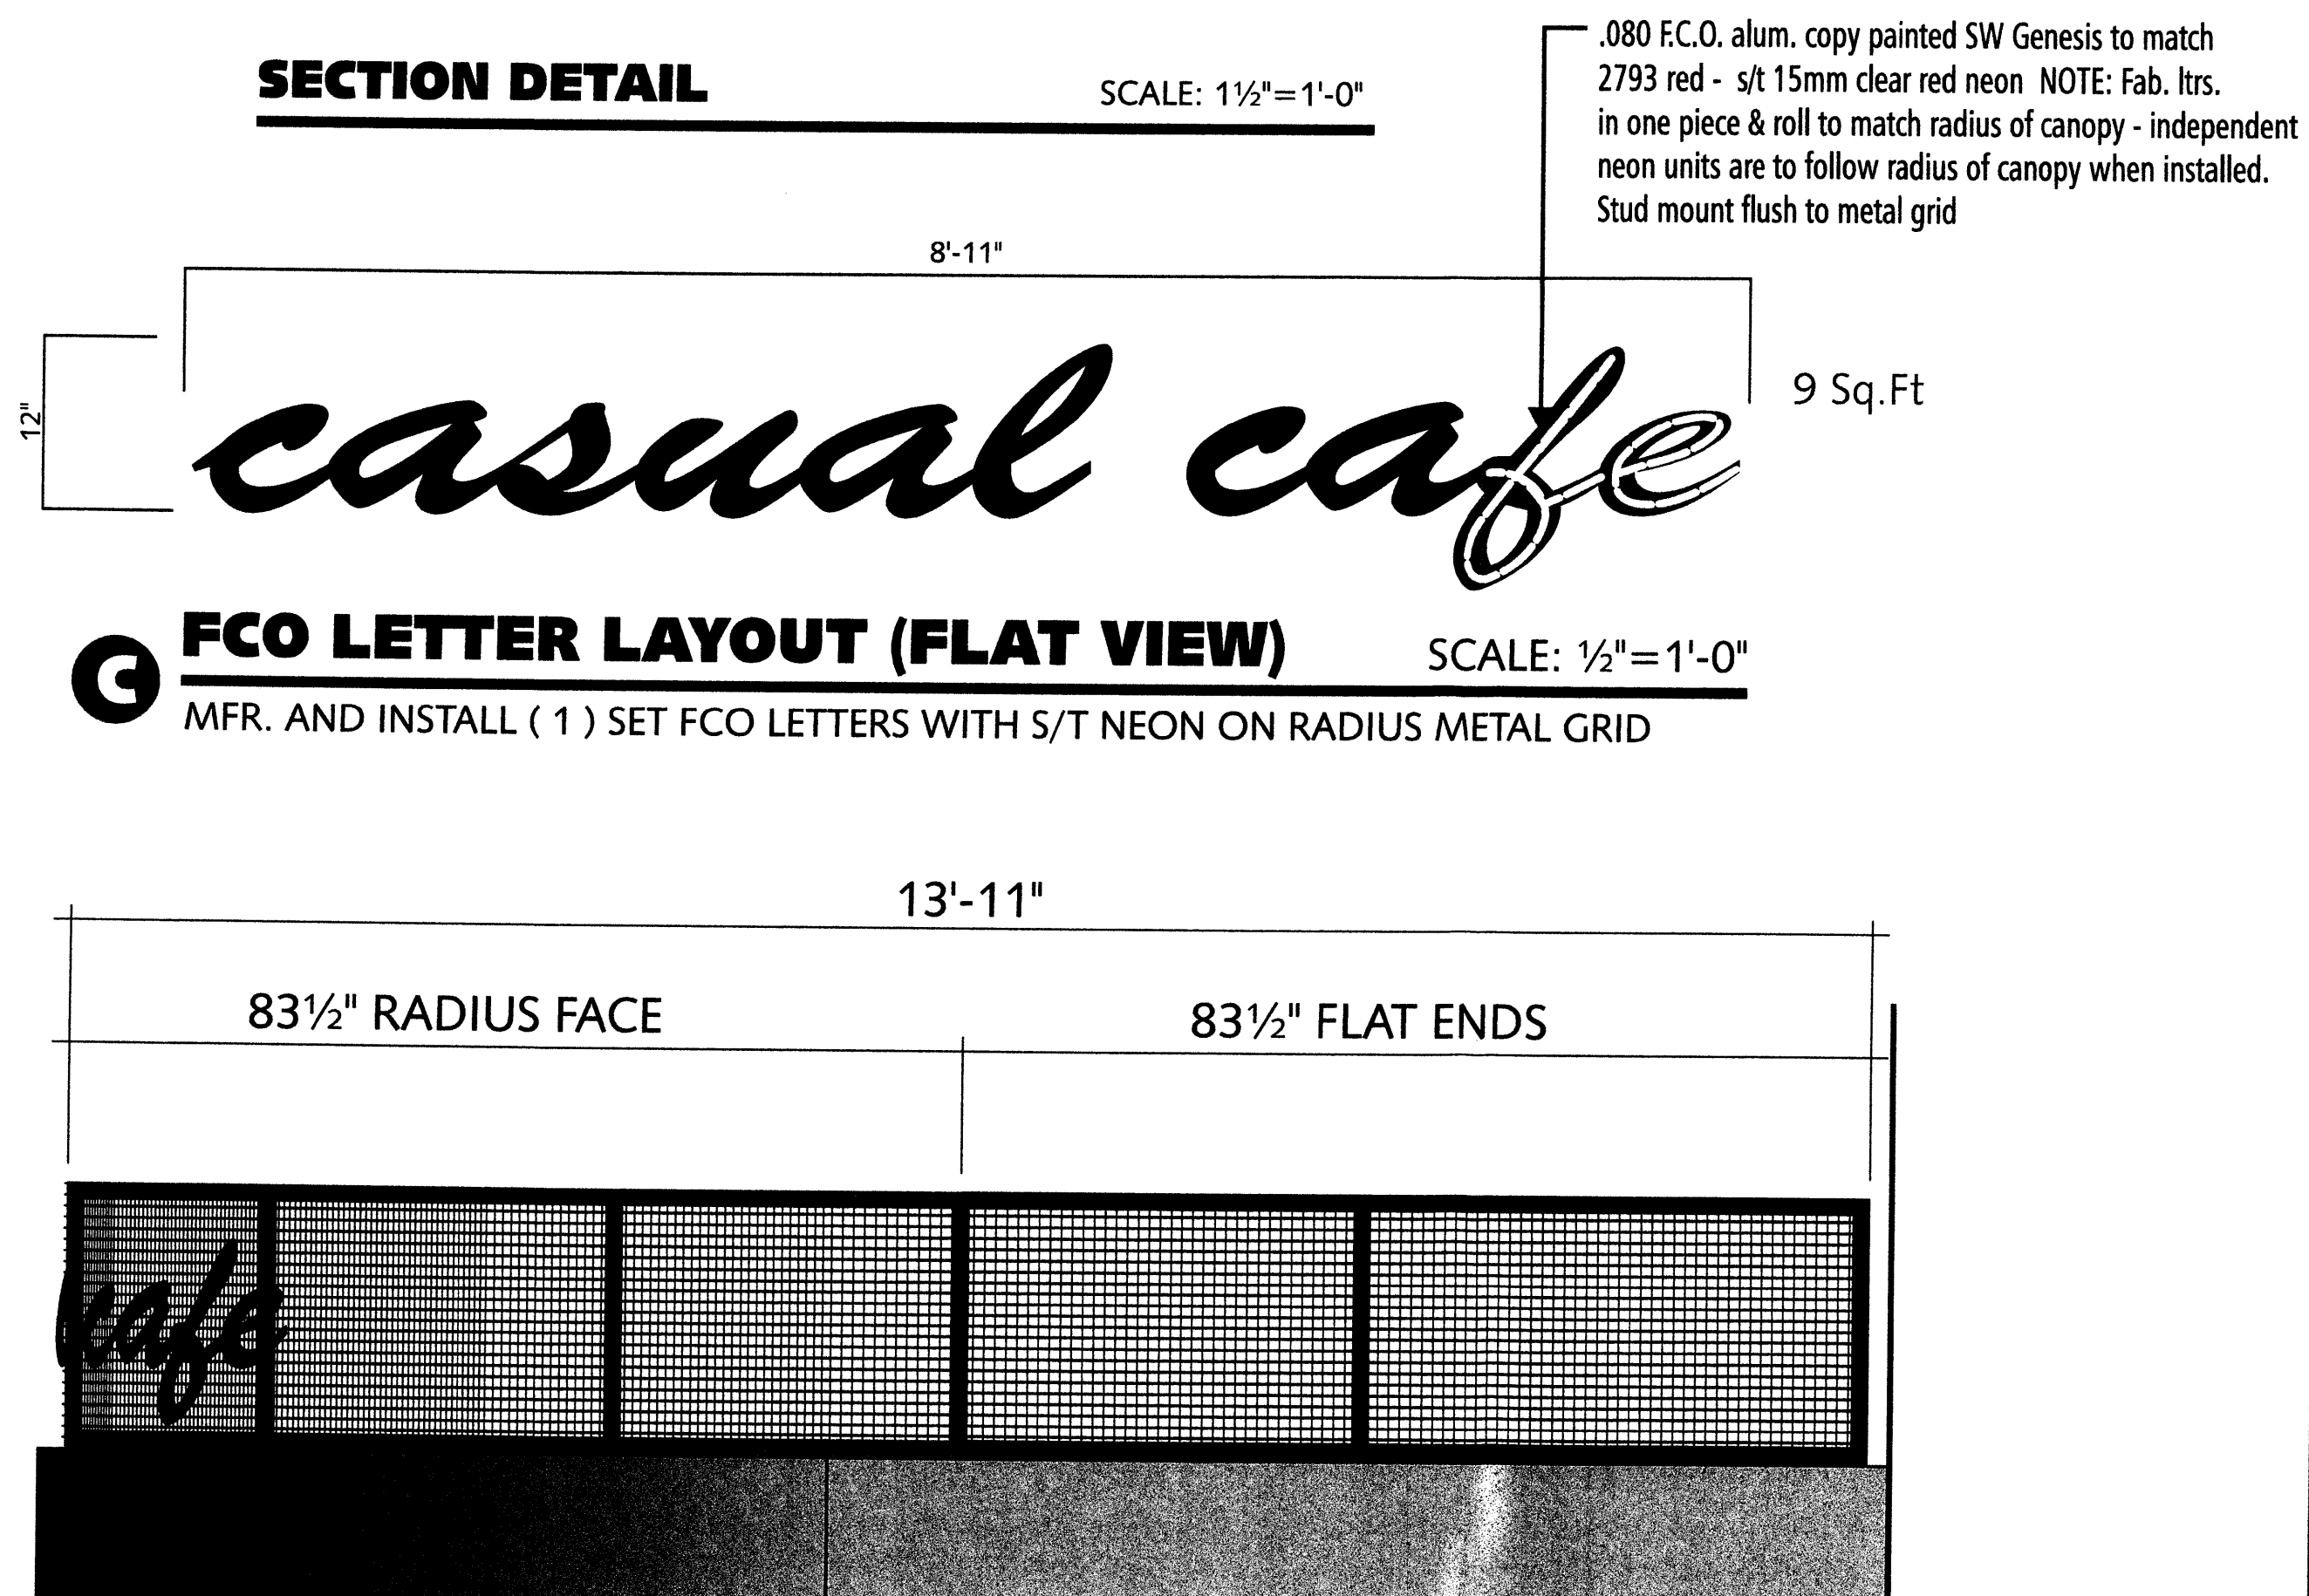 .080 F.C.O. alum. copy painted SW Genesis to match
2793 red - s/t 15mm clear red neon NOTE: Fab. ltrs.
in one piece & roll to match radius of canopy - independent
neon units are to follow radius of canopy when installed.
Stud mount flush to metal grid
SECTION DETAIL
SCALE: 1½"=1'-0"
8'-11"
12"
casual cafe
9 Sq.Ft
C
FCO LETTER LAYOUT (FLAT VIEW)
SCALE: ½"=1'-0"
MFR. AND INSTALL ( 1 ) SET FCO LETTERS WITH S/T NEON ON RADIUS METAL GRID
13'-11"
83½" RADIUS FACE
83½" FLAT ENDS
cafe